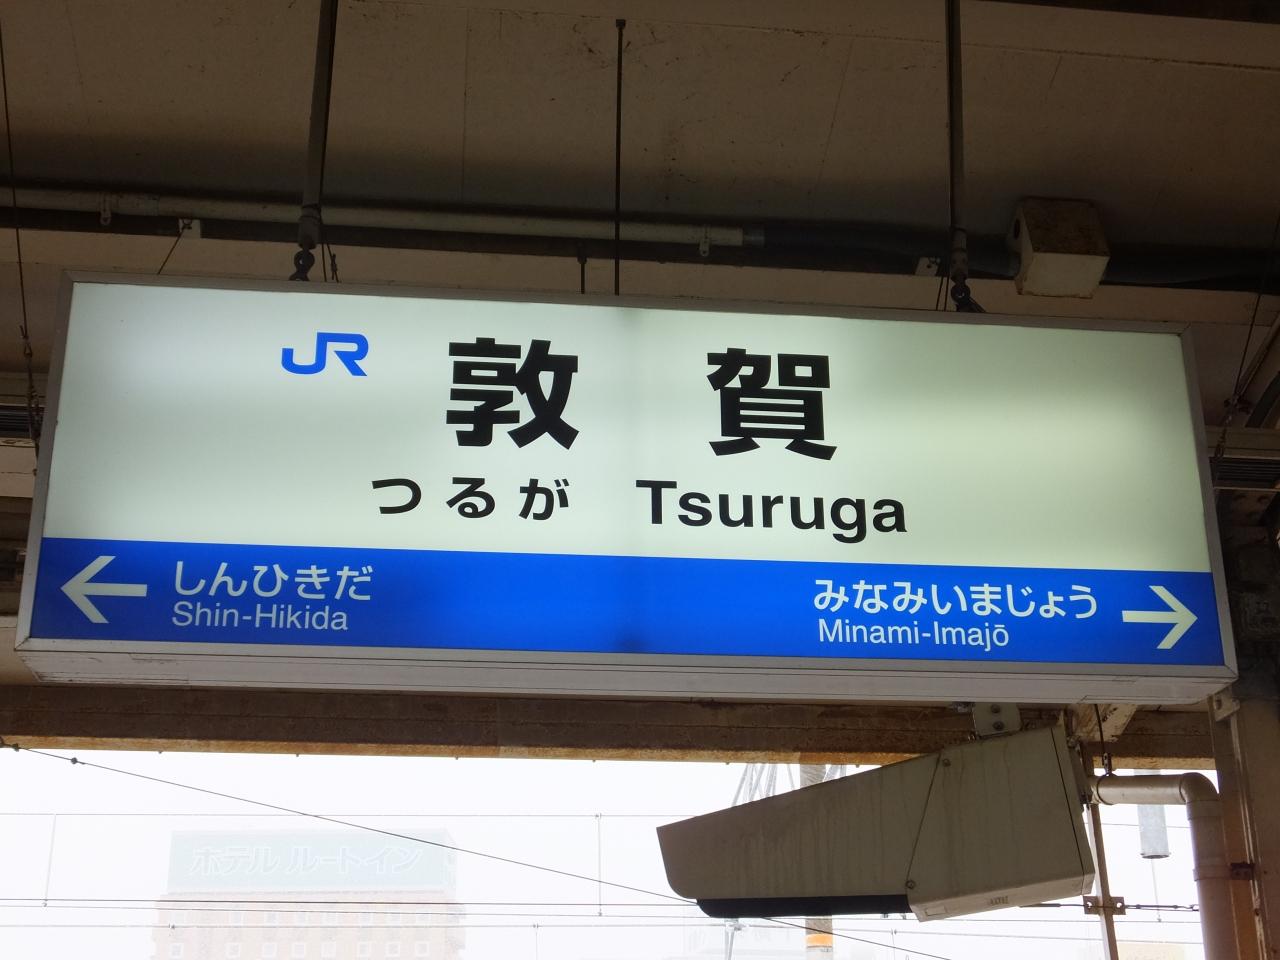 JR 敦賀
つるが Tsuruga
← しんひきだ
Shin-Hikida
みなみいまじょう →
Minami-Imajō
ホテル ルートイン